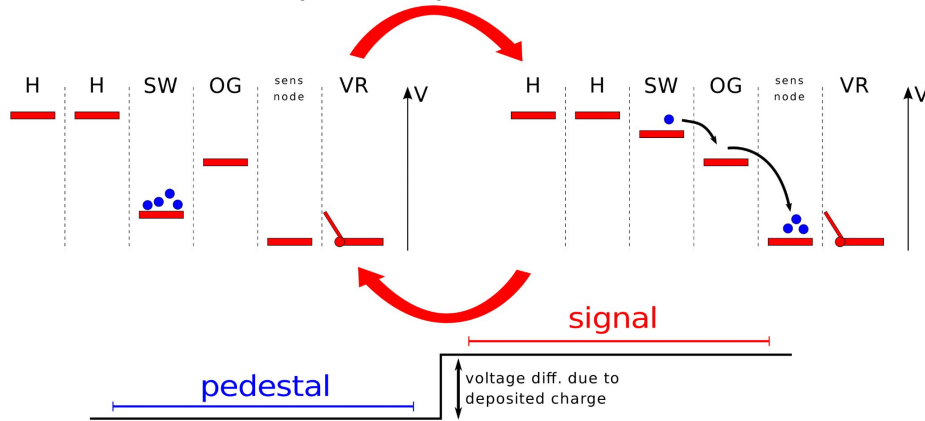 H H SW OG sens node VR V
H H SW OG sens node VR V
signal
voltage diff. due to
deposited charge
pedestal